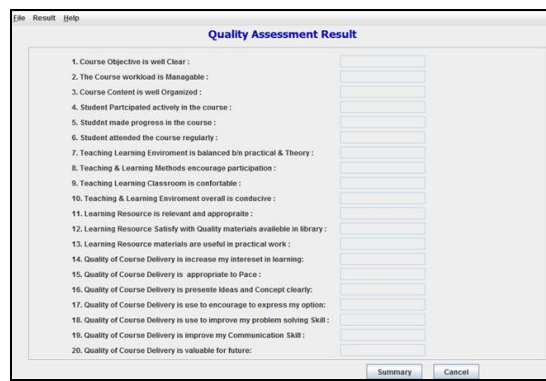 File Result Help
Quality Assessment Result
1. Course Objective is well Clear :
2. The Course workload is Managable :
3. Course Content is well Organized :
4. Student Partcipated actively in the course :
5. Studdnt made progress in the course :
6. Student attended the course regularly :
7. Teaching Learning Enviroment is balanced b/n practical & Theory :
8. Teaching & Learning Methods encourage participation :
9. Teaching Learning Classroom is confortable :
10. Teaching & Learning Enviroment overall is conducive :
11. Learning Resource is relevant and appropraite :
12. Learning Resource Satisfy with Quality materials availeble in library :
13. Learning Resource materials are useful in practical work :
14. Quality of Course Delivery is increase my intereset in learning:
15. Quality of Course Delivery is appropriate to Pace :
16. Quality of Course Delivery is presente Ideas and Concept clearly:
17. Quality of Course Delivery is use to encourage to express my option:
18. Quality of Course Delivery is use to improve my problem solving Skill :
19. Quality of Course Delivery is improve my Communication Skill :
20. Quality of Course Delivery is valuable for future:
Summary Cancel